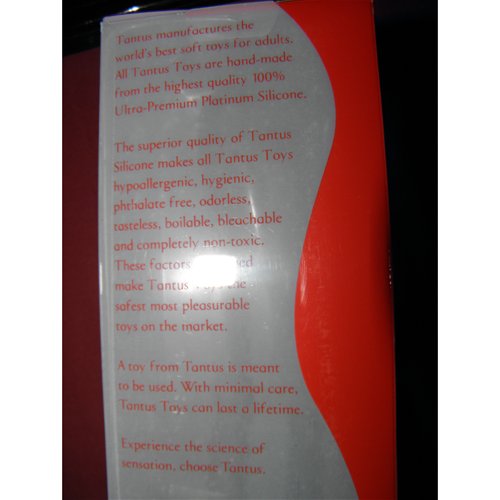 Tantus manufactures the
world's best soft toys for adults.
All Tantus Toys are hand-made
from the highest quality 100%
Ultra-Premium Platinum Silicone.
The superior quality of Tantus
Silicone makes all Tantus Toys
hypoallergenic, hygienic,
phthalate free, odorless,
tasteless, boilable, bleachable
and completely non-toxic.
These factors
make Tantus Toys the
safest most pleasurable
toys on the market.
A toy from Tantus is meant
to be used. With minimal care,
Tantus Toys can last a lifetime.
Experience the science of
sensation, choose Tantus.